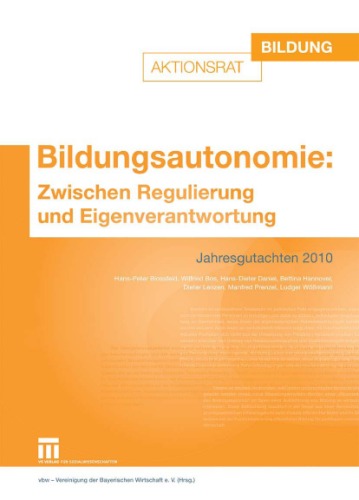 BILDUNG
AKTIONSRAT
Bildungsautonomie:
Zwischen Regulierung
und Eigenverantwortung
Jahresgutachten 2010
Hans-Peter Blossfeld, Wilfried Bos, Hans-Dieter Daniel, Bettina Hannover,
Dieter Lenzen, Manfred Prenzel, Ludger Wößmann
VS VERLAG FÜR SOZIALWISSENSCHAFTEN
vbw – Vereinigung der Bayerischen Wirtschaft e. V. (Hrsg.)